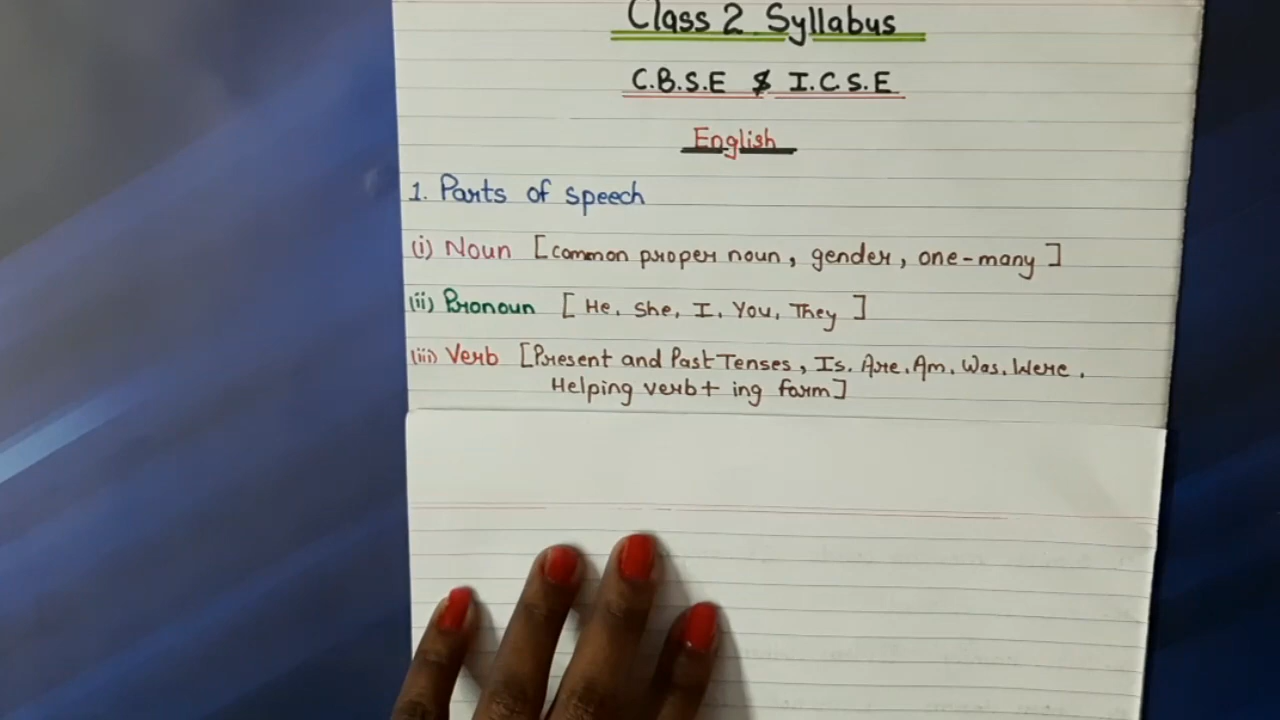 Class 2 Syllabus
C.B.S.E & I.C.S.E
English
1. Parts of speech
(i) Noun [common proper noun, gender, one-many]
(ii) Pronoun [He, She, I, You, They]
(iii) Verb [Present and Past Tenses, Is, Are, Am, Was, Were,
Helping verb + ing form]